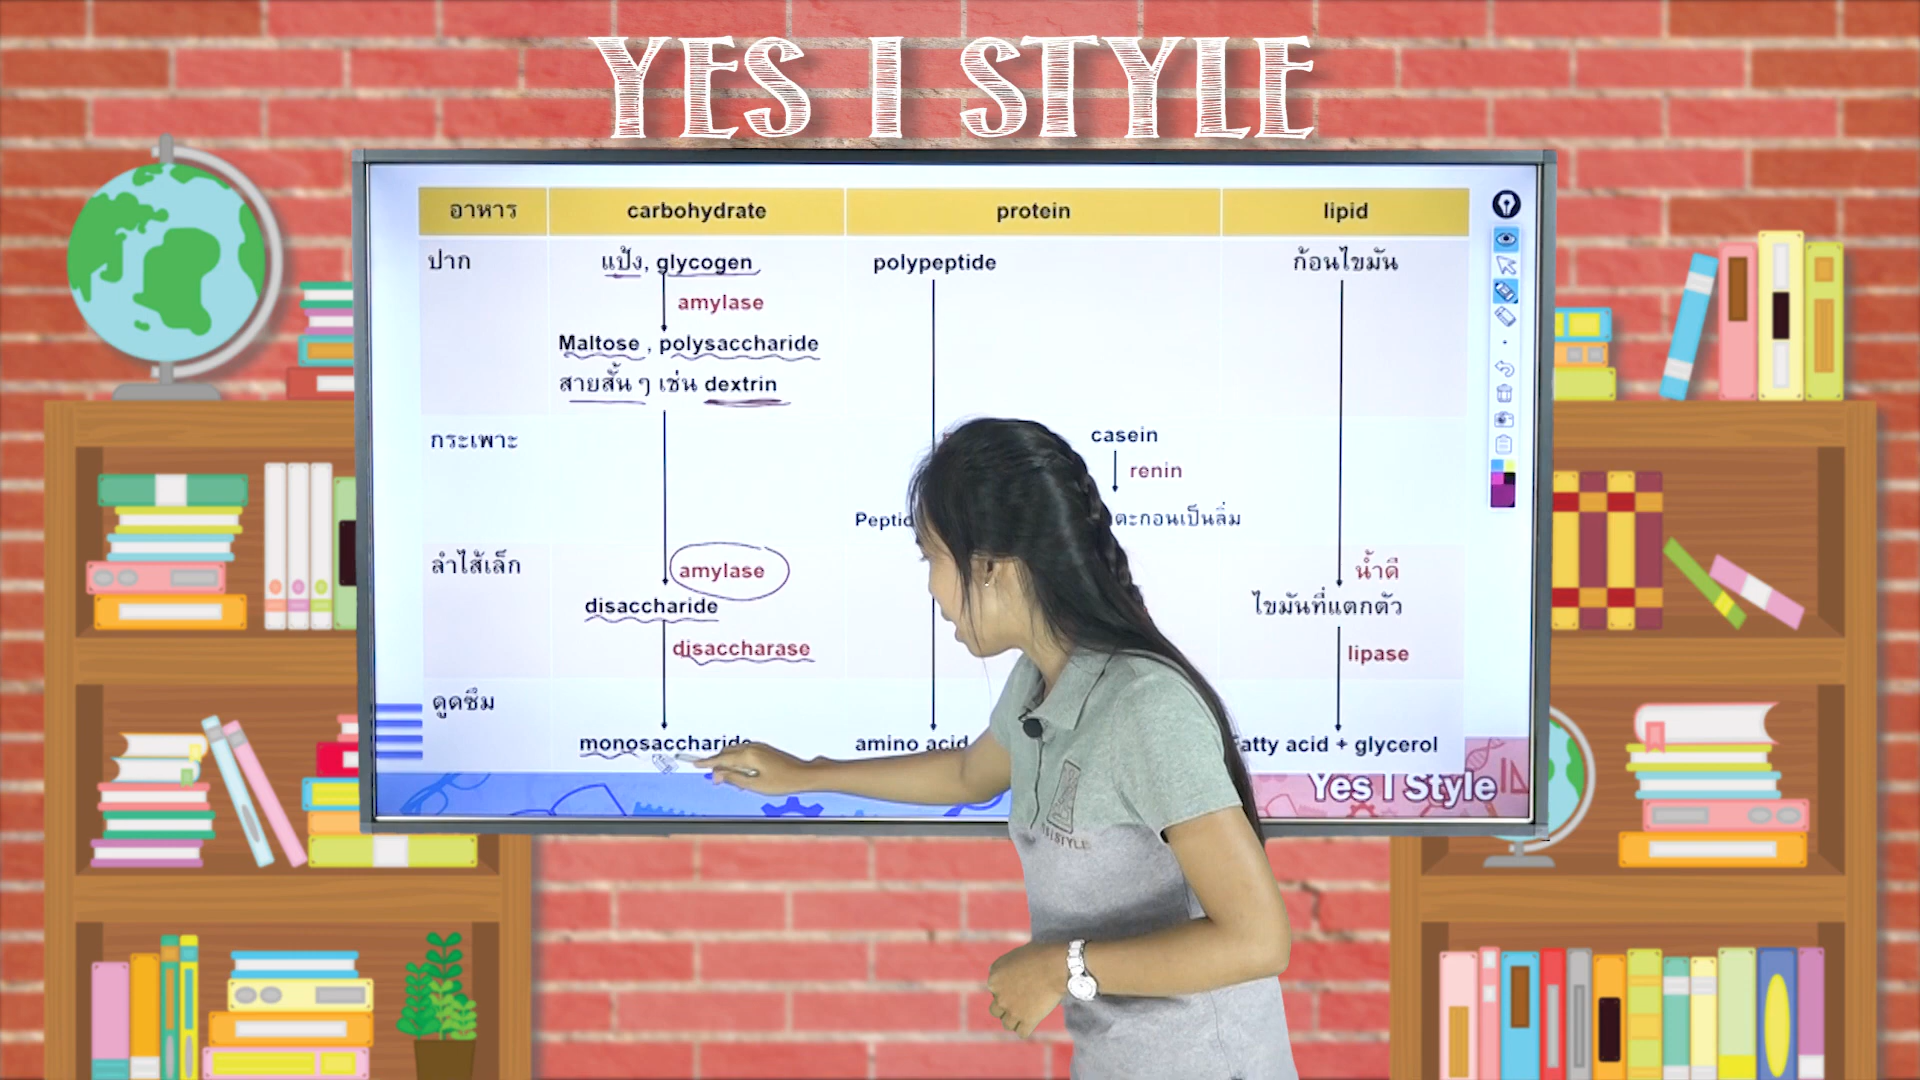 YES I STYLE
อาหาร carbohydrate protein lipid
ปาก แป้ง, glycogen polypeptide ก้อนไขมัน
amylase
Maltose , polysaccharide
สายสั้น ๆ เช่น dextrin
กระเพาะ casein
renin
ตะกอนเป็นลิ่ม
ลำไส้เล็ก amylase น้ำดี
disaccharide ไขมันที่แตกตัว
disaccharase lipase
ดูดซึม
monosaccharide amino acid fatty acid + glycerol
Yes I Style